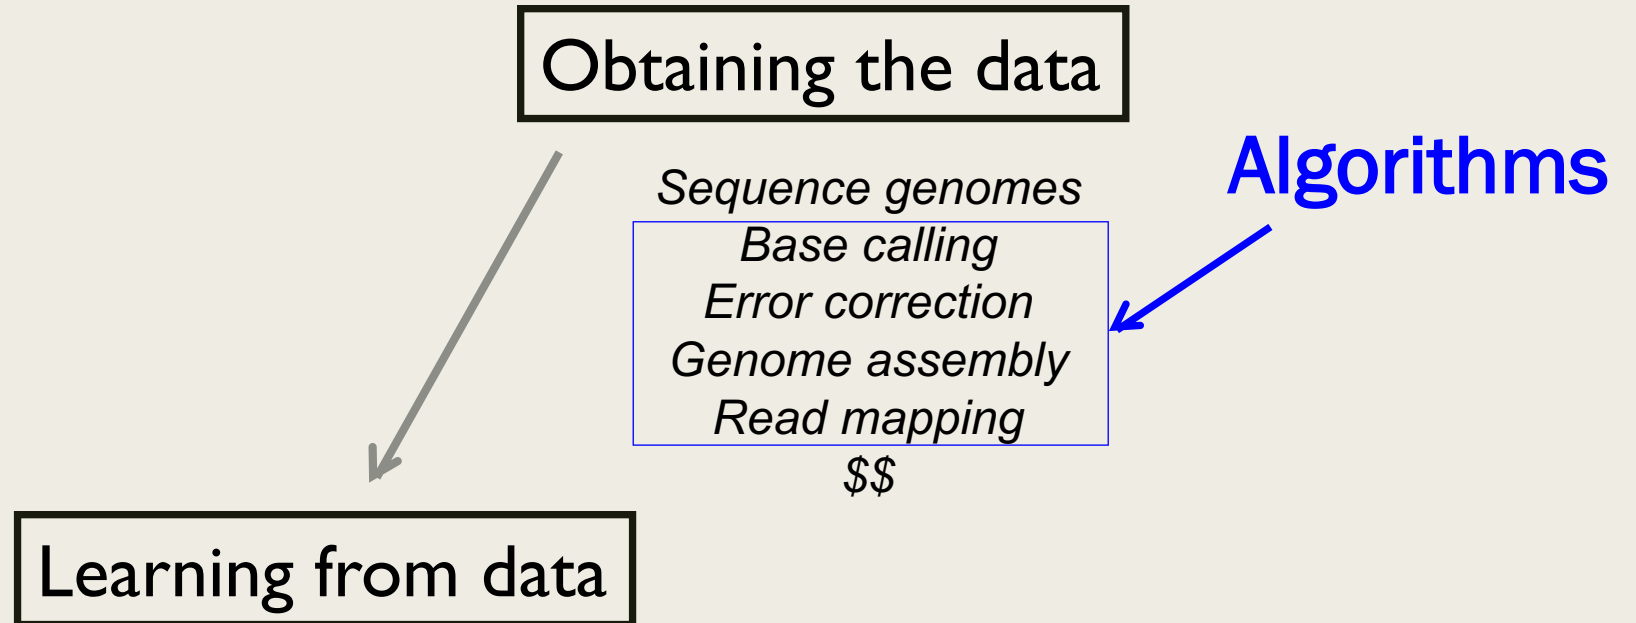 Obtaining the data
Algorithms
Sequence genomes
Base calling
Error correction
Genome assembly
Read mapping
$$
Learning from data